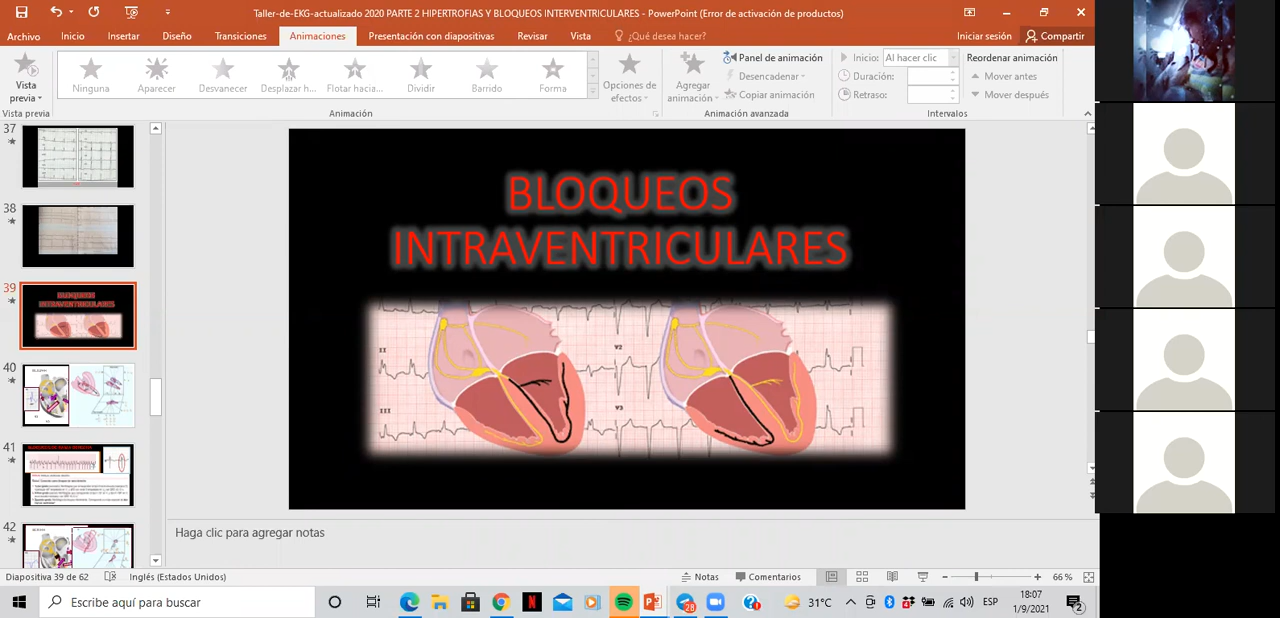 Taller-de-EKG-actualizado 2020 PARTE 2 HIPERTROFIAS Y BLOQUEOS INTERVENTRICULARES - PowerPoint (Error de activación de productos)
Archivo Inicio Insertar Diseño Transiciones Animaciones Presentación con diapositivas Revisar Vista ¿Qué desea hacer? Iniciar sesión Compartir
Vista previa
Ninguna Aparecer Desvanecer Desplazar h... Flotar hacia... Dividir Barrido Forma
Opciones de efectos
Agregar animación
Panel de animación
Desencadenar
Copiar animación
Inicio: Al hacer clic
Duración:
Retraso:
Reordenar animación
Mover antes
Mover después
Vista previa Animación Animación avanzada Intervalos
37
38
39
40
41
42
BLOQUEOS
INTRAVENTRICULARES
II
V2
III
V3
Haga clic para agregar notas
Diapositiva 39 de 62 Inglés (Estados Unidos) Notas Comentarios 66 %
Escribe aquí para buscar
28
4
31°C
ESP
18:07
1/9/2021
2